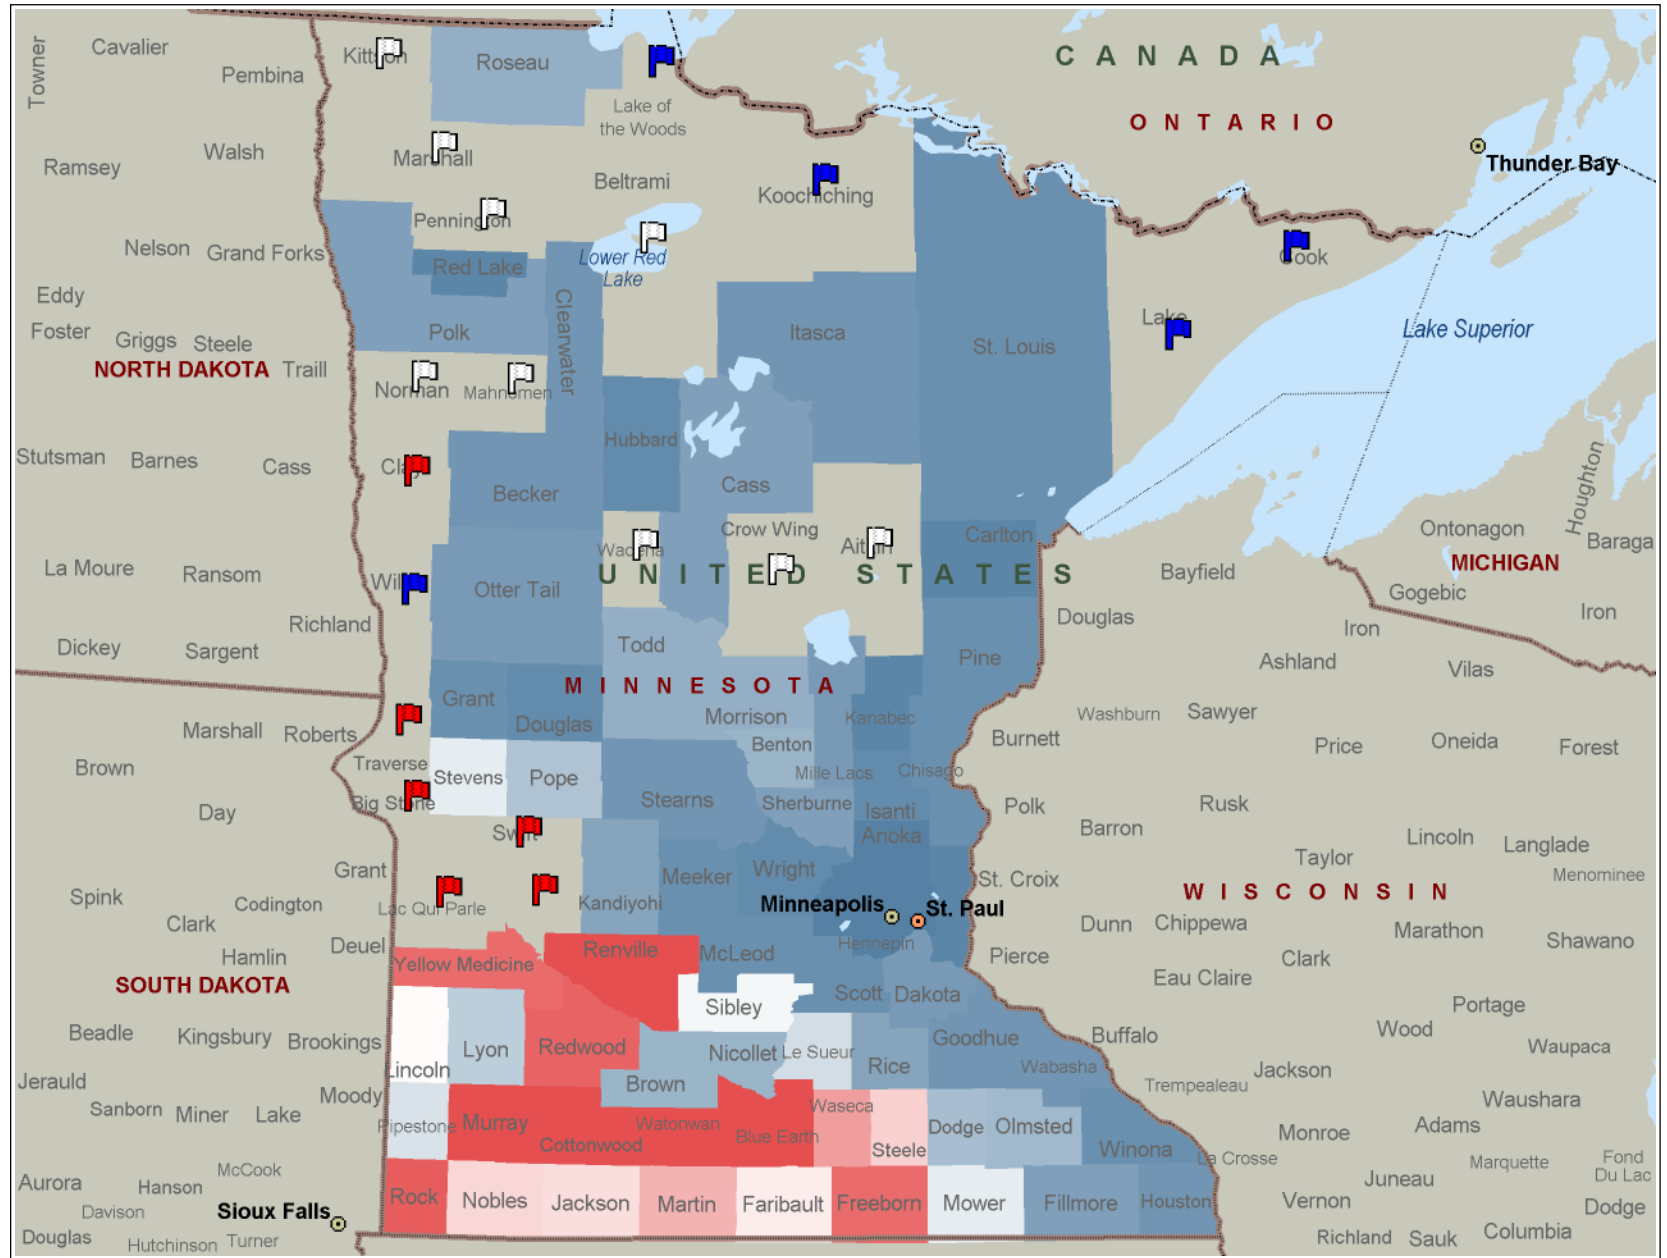 Towner
Cavalier
Pembina
Kittson
Roseau
Lake of
the Woods
CANADA
ONTARIO
Thunder Bay
Ramsey
Walsh
Marshall
Beltrami
Koochiching
Nelson
Grand Forks
Pennington
Red Lake
Lower Red
Lake
Cook
Eddy
Foster
Griggs
Steele
Traill
NORTH DAKOTA
Polk
Clearwater
Itasca
St. Louis
Lake
Lake Superior
Norman
Mahnomen
Stutsman
Barnes
Cass
Clay
Becker
Hubbard
Cass
Crow Wing
Wadena
Aitkin
Carlton
Houghton
Ontonagon
Baraga
MICHIGAN
Gogebic
Iron
La Moure
Ransom
Richland
Otter Tail
UNITED STATES
Bayfield
Douglas
Iron
Dickey
Sargent
Todd
Pine
Ashland
Vilas
MINNESOTA
Grant
Douglas
Morrison
Kanabec
Washburn
Sawyer
Marshall
Roberts
Traverse
Benton
Burnett
Price
Oneida
Forest
Brown
Stevens
Pope
Mille Lacs
Chisago
Day
Big Stone
Stearns
Sherburne
Isanti
Polk
Rusk
Swift
Anoka
Barron
Lincoln
Langlade
Grant
Meeker
Wright
Taylor
Menominee
Spink
Codington
Lac Qui Parle
Kandiyohi
Minneapolis
St. Paul
St. Croix
WISCONSIN
Clark
Hennepin
Dunn
Chippewa
Marathon
Hamlin
Deuel
Renville
McLeod
Pierce
Shawano
Yellow Medicine
Eau Claire
Clark
SOUTH DAKOTA
Sibley
Scott
Dakota
Portage
Beadle
Kingsbury
Brookings
Lyon
Redwood
Nicollet
Le Sueur
Goodhue
Buffalo
Wood
Waupaca
Jerauld
Lincoln
Brown
Rice
Wabasha
Trempealeau
Jackson
Sanborn
Miner
Lake
Moody
Pipestone
Murray
Cottonwood
Watonwan
Blue Earth
Waseca
Steele
Dodge
Olmsted
Winona
Monroe
Adams
Waushara
Aurora
McCook
Hanson
La Crosse
Juneau
Marquette
Fond
Du Lac
Davison
Sioux Falls
Rock
Nobles
Jackson
Martin
Faribault
Freeborn
Mower
Fillmore
Houston
Vernon
Dodge
Douglas
Hutchinson
Turner
Richland
Sauk
Columbia